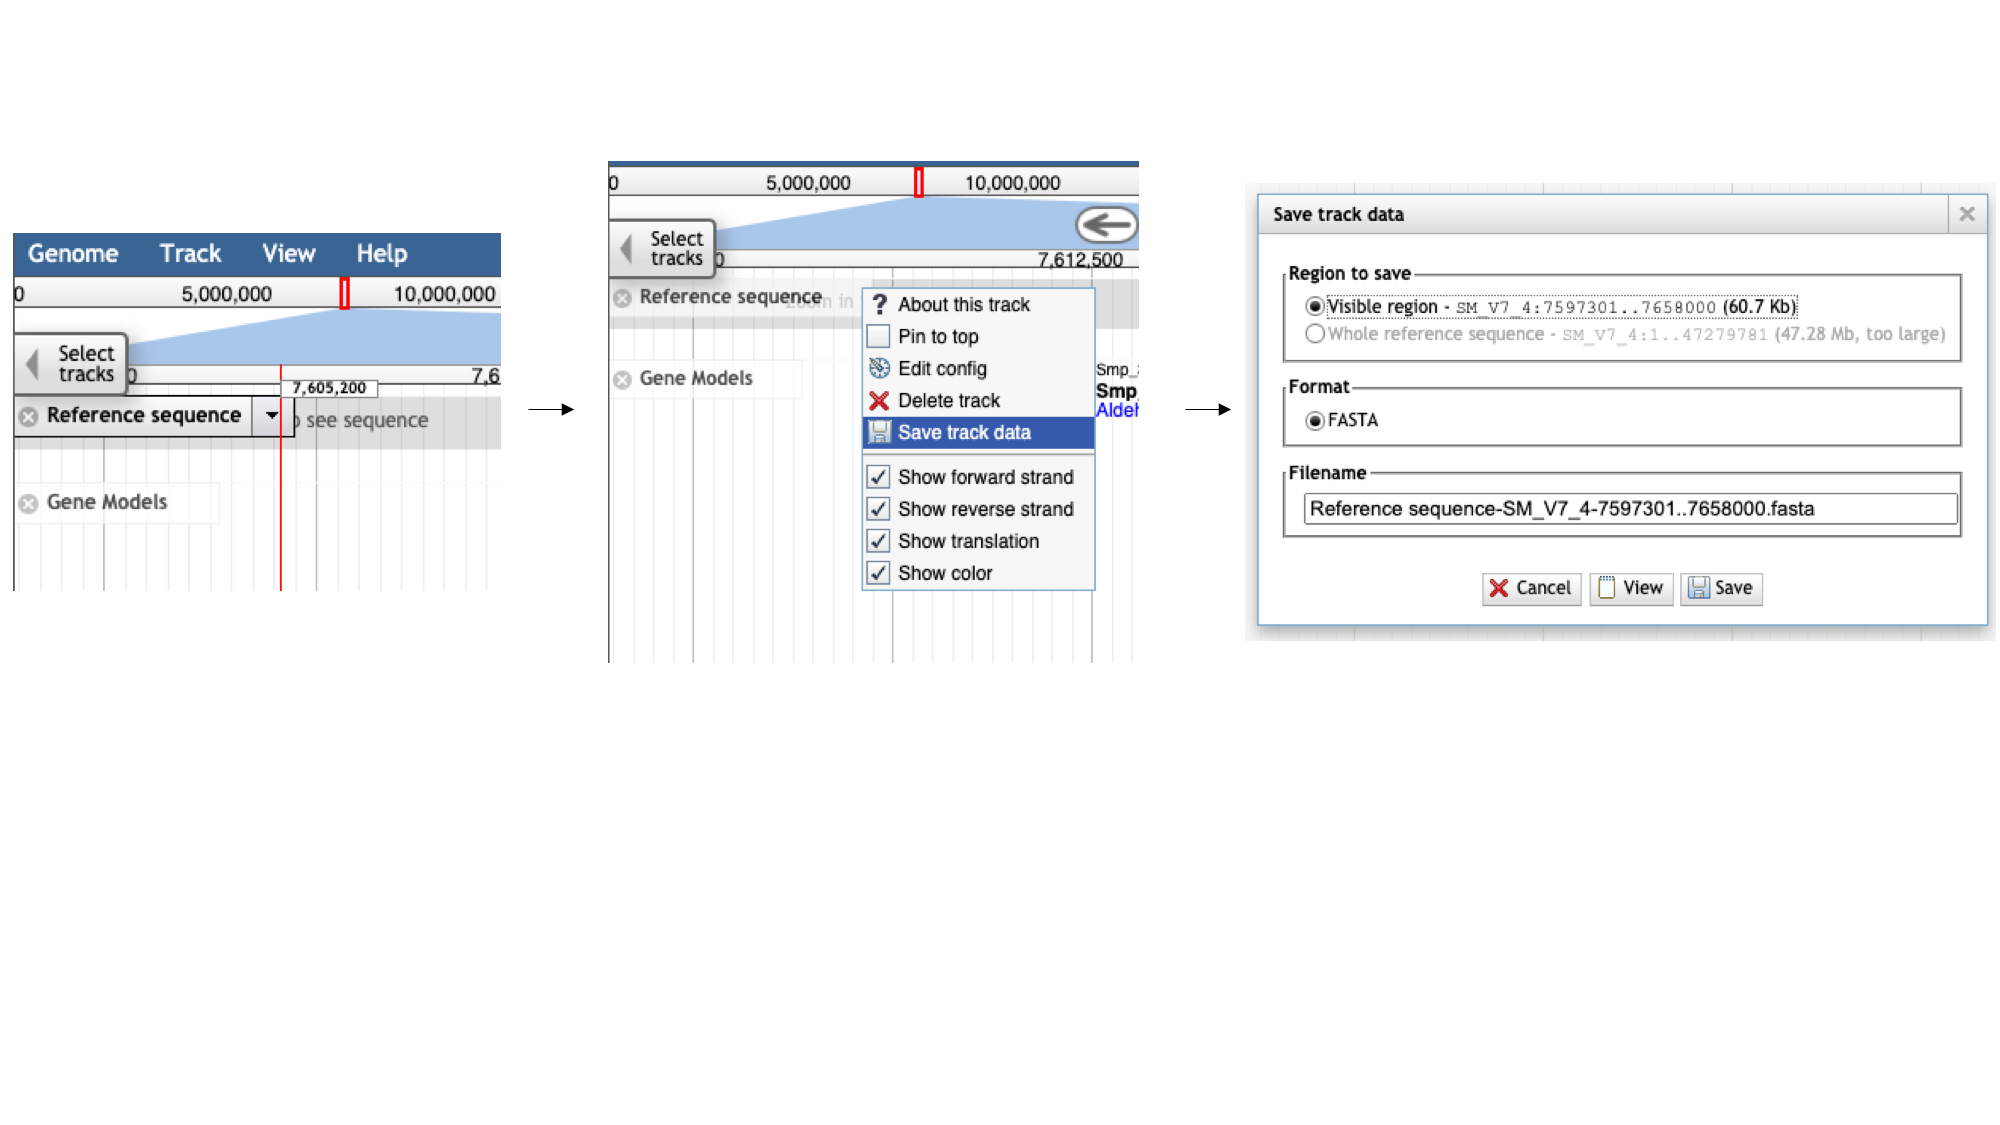 Genome Track View Help
0 5,000,000 10,000,000
Select
tracks
0 7,6
7,605,200
Reference sequence
o see sequence
Gene Models
0 5,000,000 10,000,000
Select
tracks
0 7,612,500
Reference sequence
Zoom in
Gene Models
? About this track
Pin to top
Edit config
Delete track
Save track data
Show forward strand
Show reverse strand
Show translation
Show color
Smp_
Smp_
Aldeh
Save track data
Region to save
Visible region - SM_V7_4:7597301..7658000 (60.7 Kb)
Whole reference sequence - SM_V7_4:1..47279781 (47.28 Mb, too large)
Format
FASTA
Filename
Reference sequence-SM_V7_4-7597301..7658000.fasta
Cancel View Save